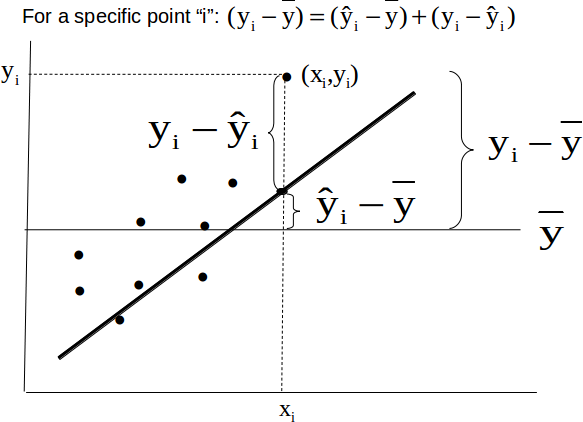 For a specific point “i”: (yᵢ − y̅) = (ŷᵢ − y̅) + (yᵢ − ŷᵢ)
yᵢ
(xᵢ,yᵢ)
yᵢ − ŷᵢ
yᵢ − y̅
ŷᵢ − y̅
y̅
xᵢ